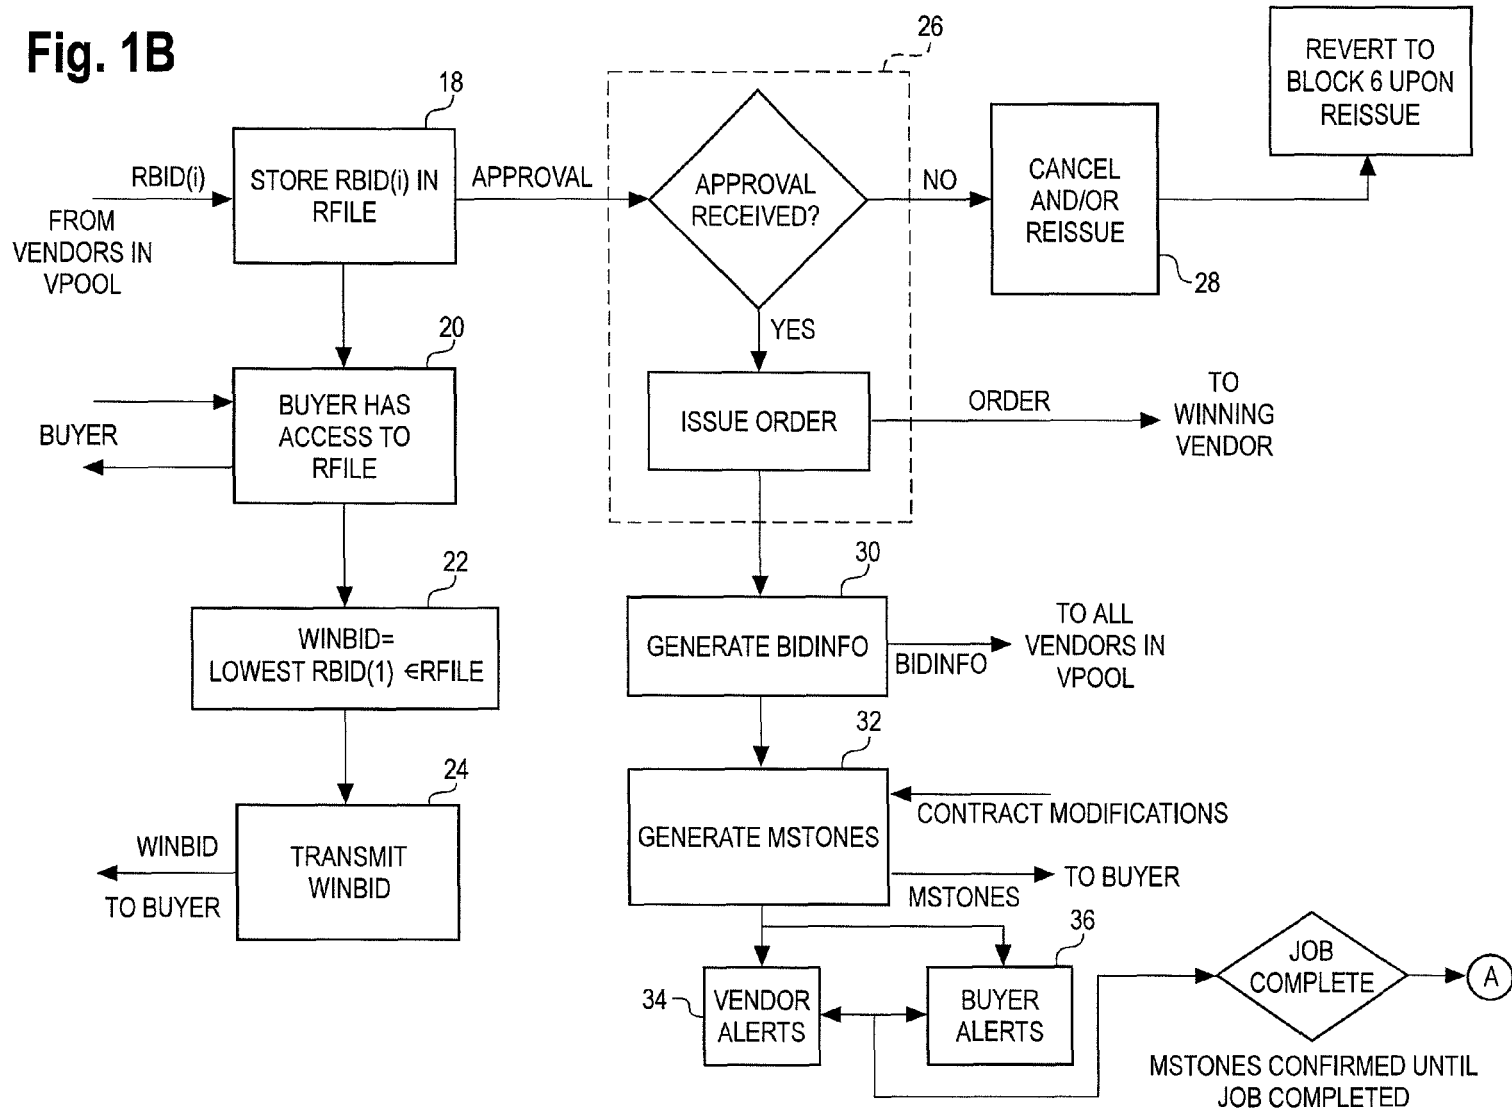 Fig. 1B
18
RBID(i)
FROM
VENDORS IN
VPOOL
STORE RBID(i) IN
RFILE
APPROVAL
26
APPROVAL
RECEIVED?
NO
CANCEL
AND/OR
REISSUE
28
REVERT TO
BLOCK 6 UPON
REISSUE
YES
20
BUYER
BUYER HAS
ACCESS TO
RFILE
ISSUE ORDER
ORDER
TO
WINNING
VENDOR
22
WINBID=
LOWEST RBID(1) ∈RFILE
30
GENERATE BIDINFO
BIDINFO
TO ALL
VENDORS IN
VPOOL
24
WINBID
TO BUYER
TRANSMIT
WINBID
32
GENERATE MSTONES
CONTRACT MODIFICATIONS
MSTONES
TO BUYER
34
VENDOR
ALERTS
36
BUYER
ALERTS
JOB
COMPLETE
A
MSTONES CONFIRMED UNTIL
JOB COMPLETED